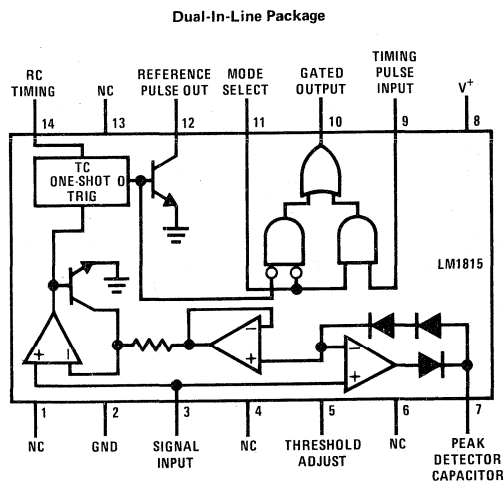 Dual-In-Line Package
RC
TIMING
NC
REFERENCE
PULSE OUT
MODE
SELECT
GATED
OUTPUT
TIMING
PULSE
INPUT
V+
14
13
12
11
10
9
8
TC
ONE-SHOT O
TRIG
LM1815
+
−
−
+
−
+
1
2
3
4
5
6
7
NC
GND
SIGNAL
INPUT
NC
THRESHOLD
ADJUST
NC
PEAK
DETECTOR
CAPACITOR